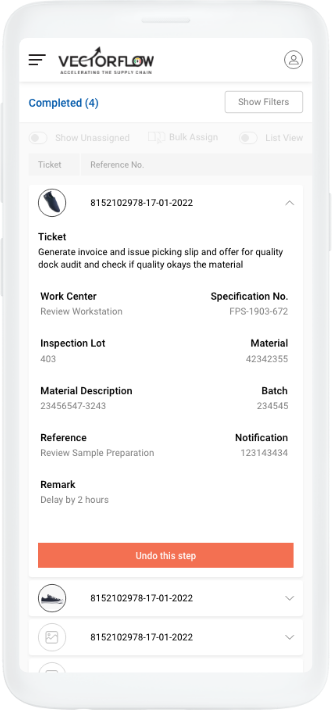 VECTORFLOW
ACCELERATING THE SUPPLY CHAIN
Completed (4)
Show Filters
Show Unassigned
Bulk Assign
List View
Ticket
Reference No.
8152102978-17-01-2022
Ticket
Generate invoice and issue picking slip and offer for quality
dock audit and check if quality okays the material
Work Center
Specification No.
Review Workstation
FPS-1903-672
Inspection Lot
Material
403
42342355
Material Description
Batch
23456547-3243
234545
Reference
Notification
Review Sample Preparation
123143434
Remark
Delay by 2 hours
Undo this step
8152102978-17-01-2022
8152102978-17-01-2022